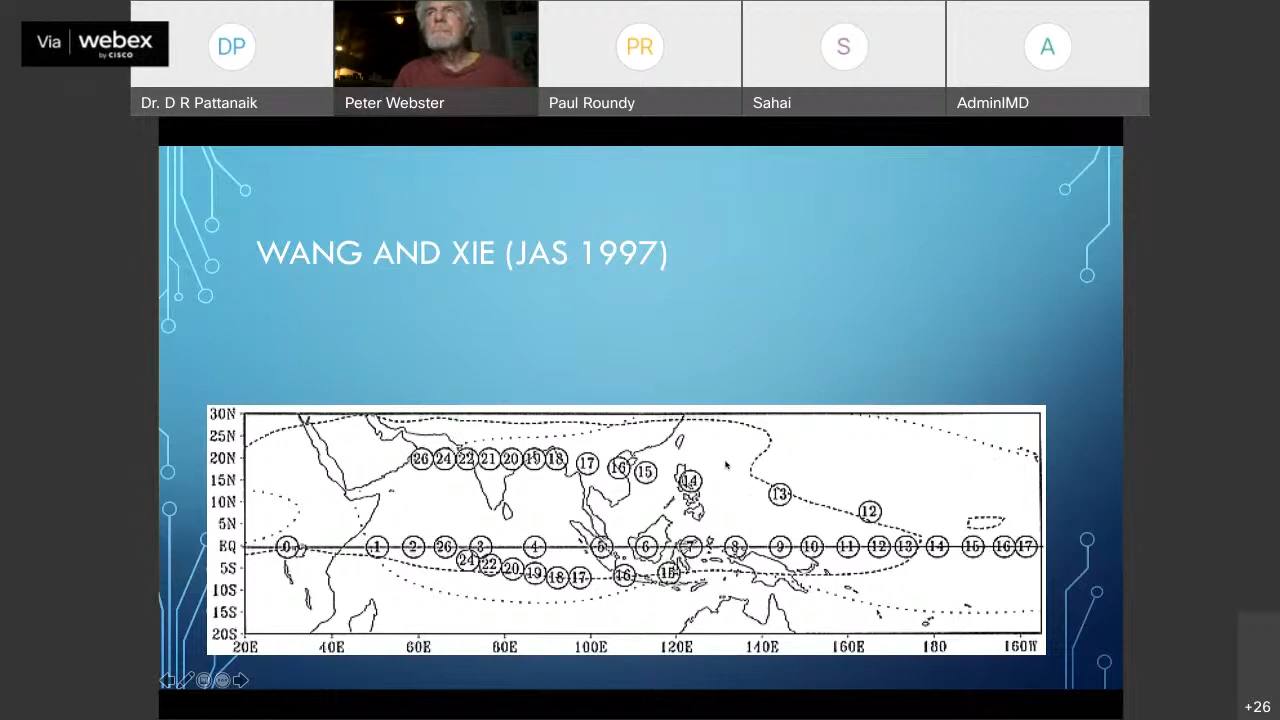 Via webex
by CISCO
DP PR S A
Dr. D R Pattanaik Peter Webster Paul Roundy Sahai AdminIMD
WANG AND XIE (JAS 1997)
30N
25N
20N 26 24 22 21 20 19 18 17 16 15
15N 14
10N 13 12
5N
EQ 0 1 2 26 3 4 5 6 7 8 9 10 11 12 13 14 15 16 17
5S 24 22 20 19 18 17 16 15
10S
15S
20S
20E 40E 60E 80E 100E 120E 140E 160E 180 160W
+26